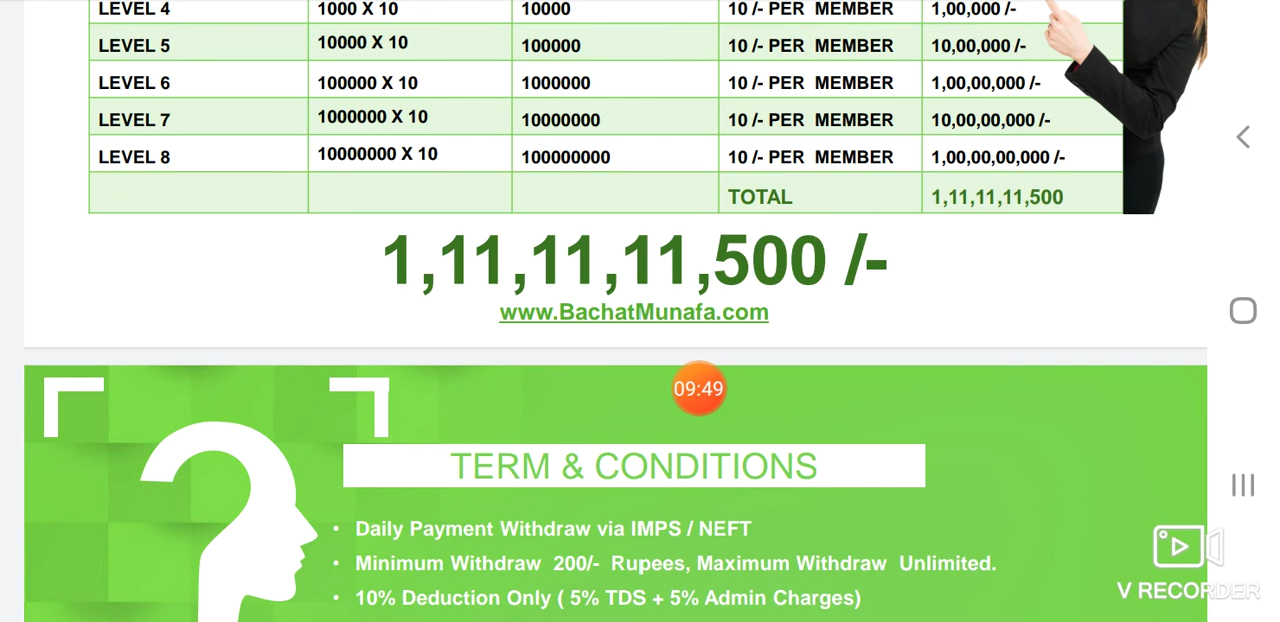 LEVEL 4 1000 X 10 10000 10 /- PER MEMBER 1,00,000 /-
LEVEL 5 10000 X 10 100000 10 /- PER MEMBER 10,00,000 /-
LEVEL 6 100000 X 10 1000000 10 /- PER MEMBER 1,00,00,000 /-
LEVEL 7 1000000 X 10 10000000 10 /- PER MEMBER 10,00,00,000 /-
LEVEL 8 10000000 X 10 100000000 10 /- PER MEMBER 1,00,00,00,000 /-
TOTAL 1,11,11,11,500
1,11,11,11,500 /-
www.BachatMunafa.com
09:49
TERM & CONDITIONS
• Daily Payment Withdraw via IMPS / NEFT
• Minimum Withdraw 200/- Rupees, Maximum Withdraw Unlimited.
• 10% Deduction Only ( 5% TDS + 5% Admin Charges)
V RECORDER